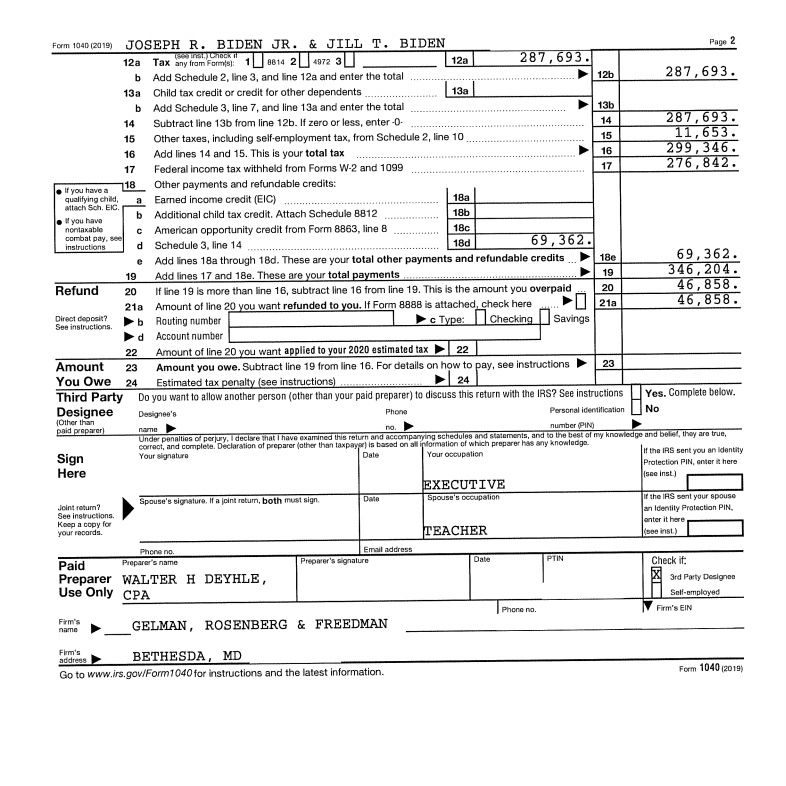 Form 1040 (2019) JOSEPH R. BIDEN JR. & JILL T. BIDEN Page 2
12a Tax (see inst.) Check if any from Form(s): 1 8814 2 4972 3 12a 287,693.
b Add Schedule 2, line 3, and line 12a and enter the total 12b 287,693.
13a Child tax credit or credit for other dependents 13a
b Add Schedule 3, line 7, and line 13a and enter the total 13b
14 Subtract line 13b from line 12b. If zero or less, enter -0- 14 287,693.
15 Other taxes, including self-employment tax, from Schedule 2, line 10 15 11,653.
16 Add lines 14 and 15. This is your total tax 16 299,346.
17 Federal income tax withheld from Forms W-2 and 1099 17 276,842.
18 Other payments and refundable credits:
• If you have a qualifying child, attach Sch. EIC.
• If you have nontaxable combat pay, see instructions
a Earned income credit (EIC) 18a
b Additional child tax credit. Attach Schedule 8812 18b
c American opportunity credit from Form 8863, line 8 18c
d Schedule 3, line 14 18d 69,362.
e Add lines 18a through 18d. These are your total other payments and refundable credits 18e 69,362.
19 Add lines 17 and 18e. These are your total payments 19 346,204.
Refund 20 If line 19 is more than line 16, subtract line 16 from line 19. This is the amount you overpaid 20 46,858.
21a Amount of line 20 you want refunded to you. If Form 8888 is attached, check here 21a 46,858.
Direct deposit? See instructions.
b Routing number c Type: Checking Savings
d Account number
22 Amount of line 20 you want applied to your 2020 estimated tax 22
Amount You Owe
23 Amount you owe. Subtract line 19 from line 16. For details on how to pay, see instructions 23
24 Estimated tax penalty (see instructions) 24
Third Party Designee (Other than paid preparer)
Do you want to allow another person (other than your paid preparer) to discuss this return with the IRS? See instructions Yes. Complete below.
No
Designee's name Phone no. Personal identification number (PIN)
Sign Here
Under penalties of perjury, I declare that I have examined this return and accompanying schedules and statements, and to the best of my knowledge and belief, they are true,
correct, and complete. Declaration of preparer (other than taxpayer) is based on all information of which preparer has any knowledge.
Your signature Date Your occupation If the IRS sent you an Identity Protection PIN, enter it here (see inst.)
EXECUTIVE
Joint return? See instructions. Keep a copy for your records.
Spouse's signature. If a joint return, both must sign. Date Spouse's occupation If the IRS sent your spouse an Identity Protection PIN, enter it here (see inst.)
TEACHER
Phone no. Email address
Paid Preparer Use Only
Preparer's name Preparer's signature Date PTIN Check if:
WALTER H DEYHLE, CPA
X 3rd Party Designee
Self-employed
Phone no. Firm's EIN
Firm's name GELMAN, ROSENBERG & FREEDMAN
Firm's address BETHESDA, MD
Go to www.irs.gov/Form1040 for instructions and the latest information. Form 1040 (2019)